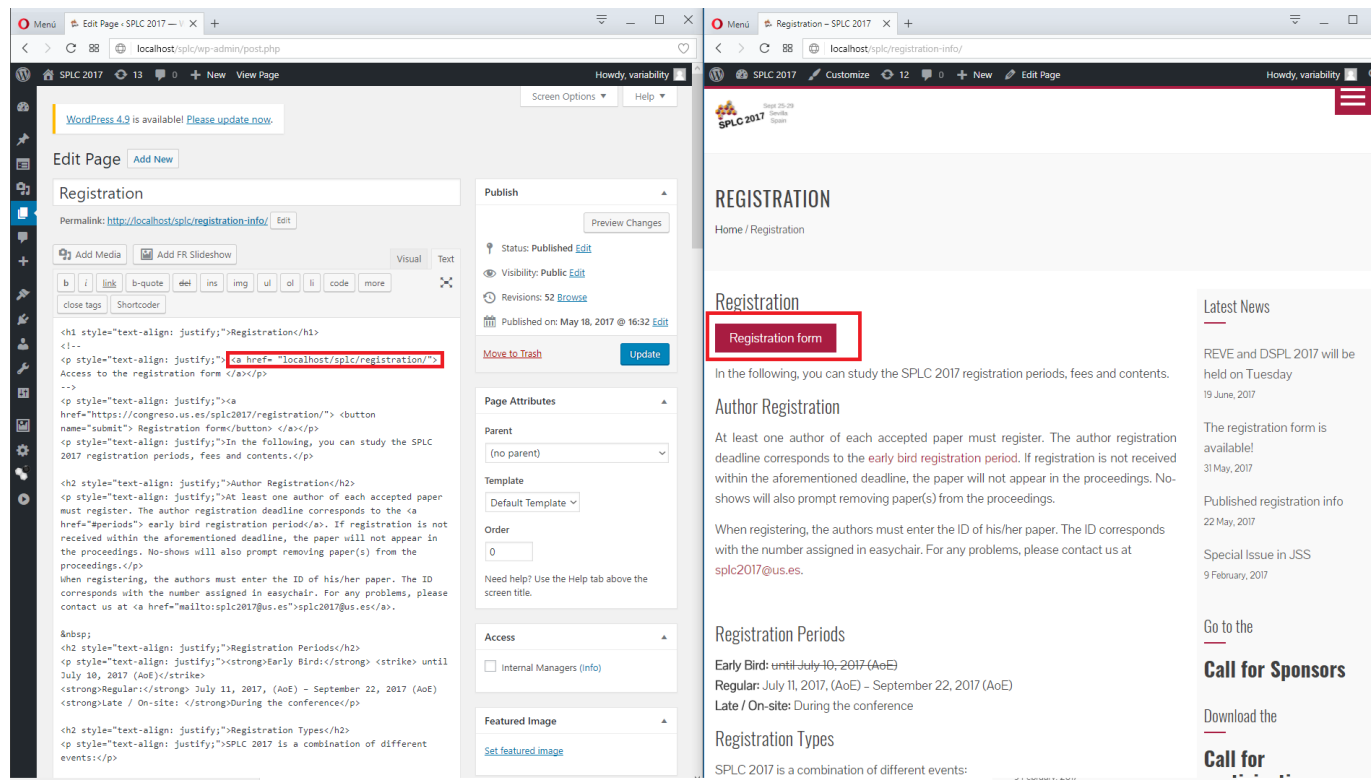 Menú
Edit Page ‹ SPLC 2017 —
localhost/splc/wp-admin/post.php
SPLC 2017 13 0 New View Page Howdy, variability
Screen Options Help
WordPress 4.9 is available! Please update now.
Edit Page Add New
Registration
Permalink: http://localhost/splc/registration-info/ Edit
Add Media Add FR Slideshow
Visual Text
b i link b-quote del ins img ul ol li code more
close tags Shortcoder
<h1 style="text-align: justify;">Registration</h1>
<!--
<p style="text-align: justify;"> <a href= "localhost/splc/registration/">
Access to the registration form </a></p>
-->
<p style="text-align: justify;"><a
href="https://congreso.us.es/splc2017/registration/"> <button
name="submit"> Registration form</button> </a></p>
<p style="text-align: justify;">In the following, you can study the SPLC
2017 registration periods, fees and contents.</p>
<h2 style="text-align: justify;">Author Registration</h2>
<p style="text-align: justify;">At least one author of each accepted paper
must register. The author registration deadline corresponds to the <a
href="#periods"> early bird registration period</a>. If registration is not
received within the aforementioned deadline, the paper will not appear in
the proceedings. No-shows will also prompt removing paper(s) from the
proceedings.</p>
When registering, the authors must enter the ID of his/her paper. The ID
corresponds with the number assigned in easychair. For any problems, please
contact us at <a href="mailto:splc2017@us.es">splc2017@us.es</a>.
&nbsp;
<h2 style="text-align: justify;">Registration Periods</h2>
<p style="text-align: justify;"><strong>Early Bird:</strong> <strike> until
July 10, 2017 (AoE)</strike>
<strong>Regular:</strong> July 11, 2017, (AoE) – September 22, 2017 (AoE)
<strong>Late / On-site: </strong>During the conference</p>
<h2 style="text-align: justify;">Registration Types</h2>
<p style="text-align: justify;">SPLC 2017 is a combination of different
events:</p>
Publish
Preview Changes
Status: Published Edit
Visibility: Public Edit
Revisions: 52 Browse
Published on: May 18, 2017 @ 16:32 Edit
Move to Trash Update
Page Attributes
Parent
(no parent)
Template
Default Template
Order
0
Need help? Use the Help tab above the
screen title.
Access
Internal Managers (Info)
Featured Image
Set featured image
Menú
Registration – SPLC 2017
localhost/splc/registration-info/
SPLC 2017 Customize 12 0 New Edit Page Howdy, variability
SPLC 2017
Sept 25-29
Sevilla
Spain
REGISTRATION
Home / Registration
Registration
Registration form
In the following, you can study the SPLC 2017 registration periods, fees and contents.
Author Registration
At least one author of each accepted paper must register. The author registration
deadline corresponds to the early bird registration period. If registration is not received
within the aforementioned deadline, the paper will not appear in the proceedings. No-
shows will also prompt removing paper(s) from the proceedings.
When registering, the authors must enter the ID of his/her paper. The ID corresponds
with the number assigned in easychair. For any problems, please contact us at
splc2017@us.es.
Registration Periods
Early Bird: until July 10, 2017 (AoE)
Regular: July 11, 2017, (AoE) – September 22, 2017 (AoE)
Late / On-site: During the conference
Registration Types
SPLC 2017 is a combination of different events:
Latest News
REVE and DSPL 2017 will be
held on Tuesday
19 June, 2017
The registration form is
available!
31 May, 2017
Published registration info
22 May, 2017
Special Issue in JSS
9 February, 2017
Go to the
Call for Sponsors
Download the
Call for